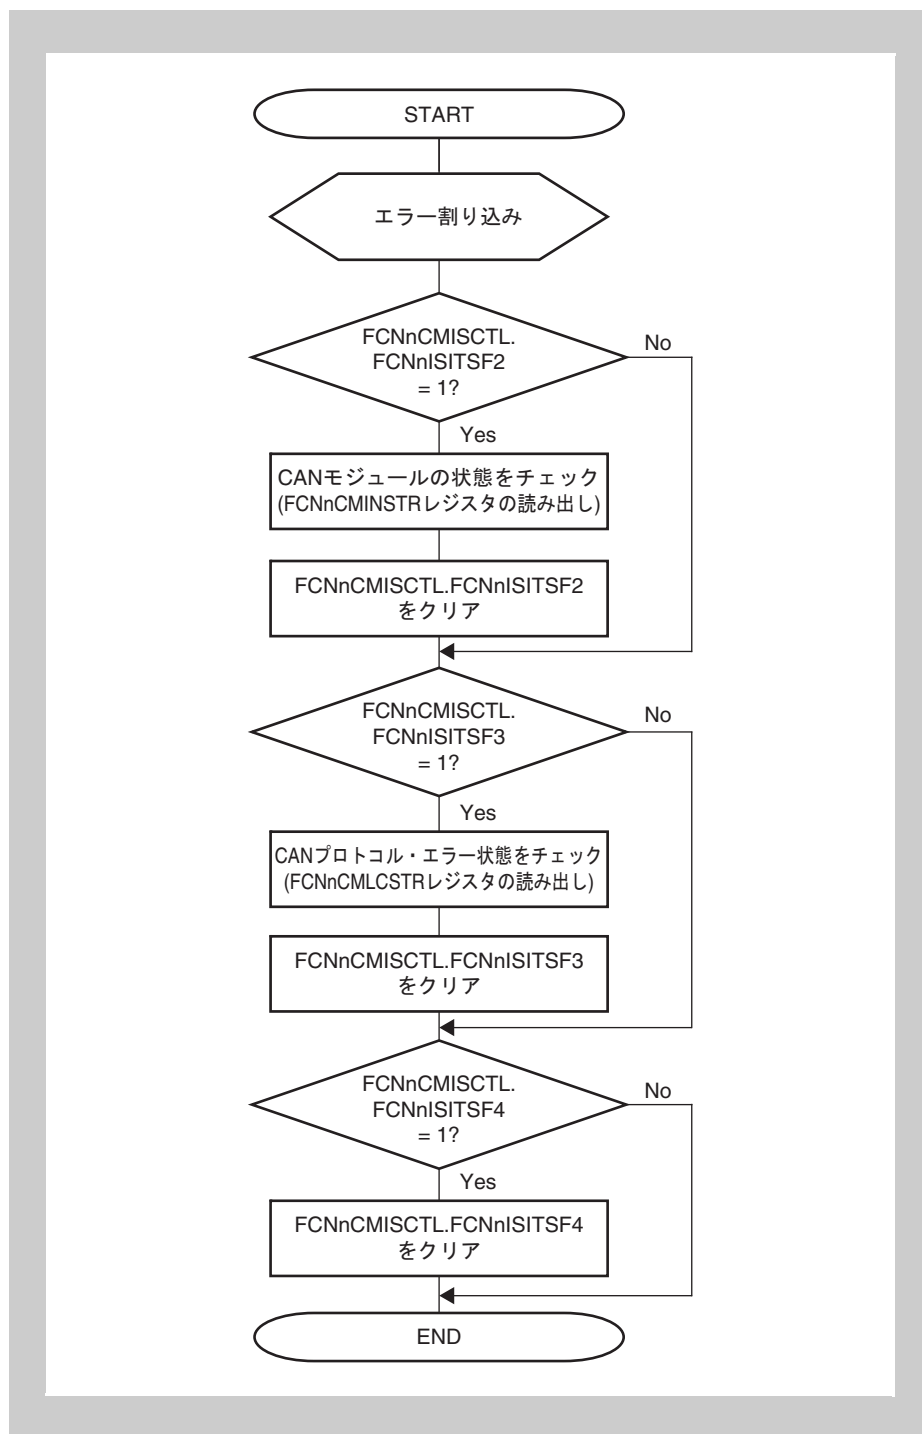 START
エラー割り込み
FCNnCMISCTL.
FCNnISITSF2
= 1?
No
Yes
CANモジュールの状態をチェック
(FCNnCMINSTRレジスタの読み出し)
FCNnCMISCTL.FCNnISITSF2
をクリア
FCNnCMISCTL.
FCNnISITSF3
= 1?
No
Yes
CANプロトコル・エラー状態をチェック
(FCNnCMLCSTRレジスタの読み出し)
FCNnCMISCTL.FCNnISITSF3
をクリア
FCNnCMISCTL.
FCNnISITSF4
= 1?
No
Yes
FCNnCMISCTL.FCNnISITSF4
をクリア
END